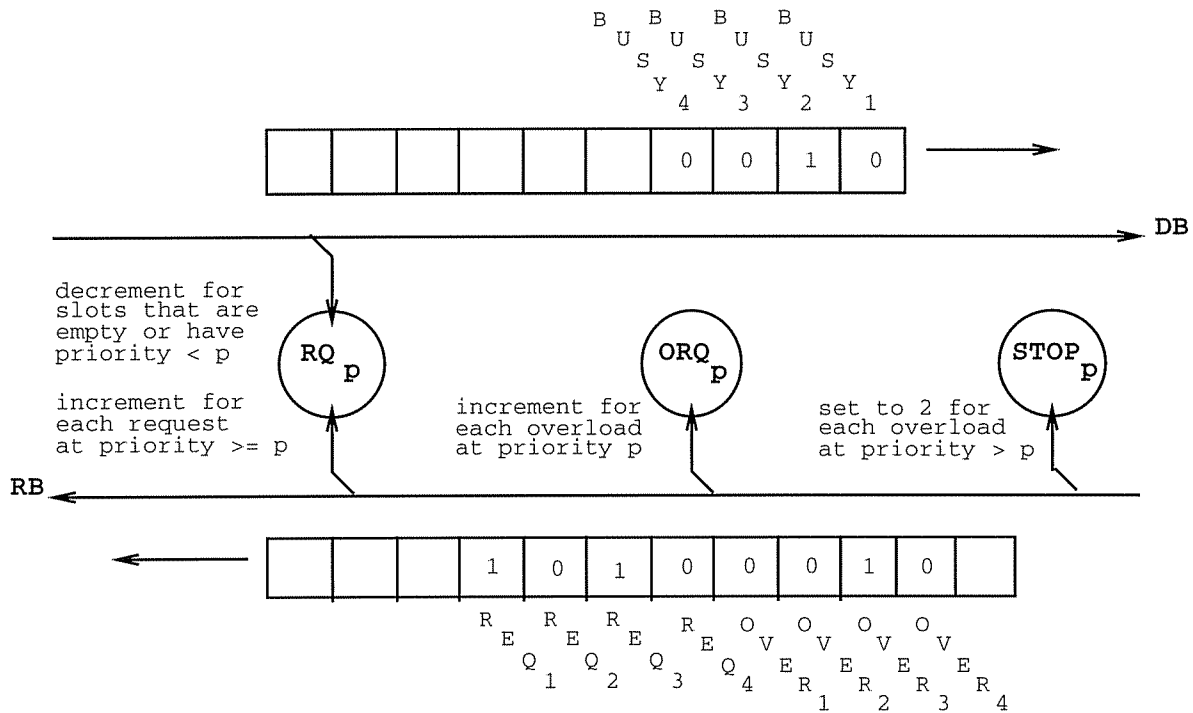 BUSY4 BUSY3 BUSY2 BUSY1
0 0 1 0
DB
decrement for
slots that are
empty or have
priority < p
RQp
ORQp
STOPp
increment for
each request
at priority >= p
increment for
each overload
at priority p
set to 2 for
each overload
at priority > p
RB
1 0 1 0 0 0 1 0
REQ1 REQ2 REQ3 REQ4 OVER1 OVER2 OVER3 OVER4